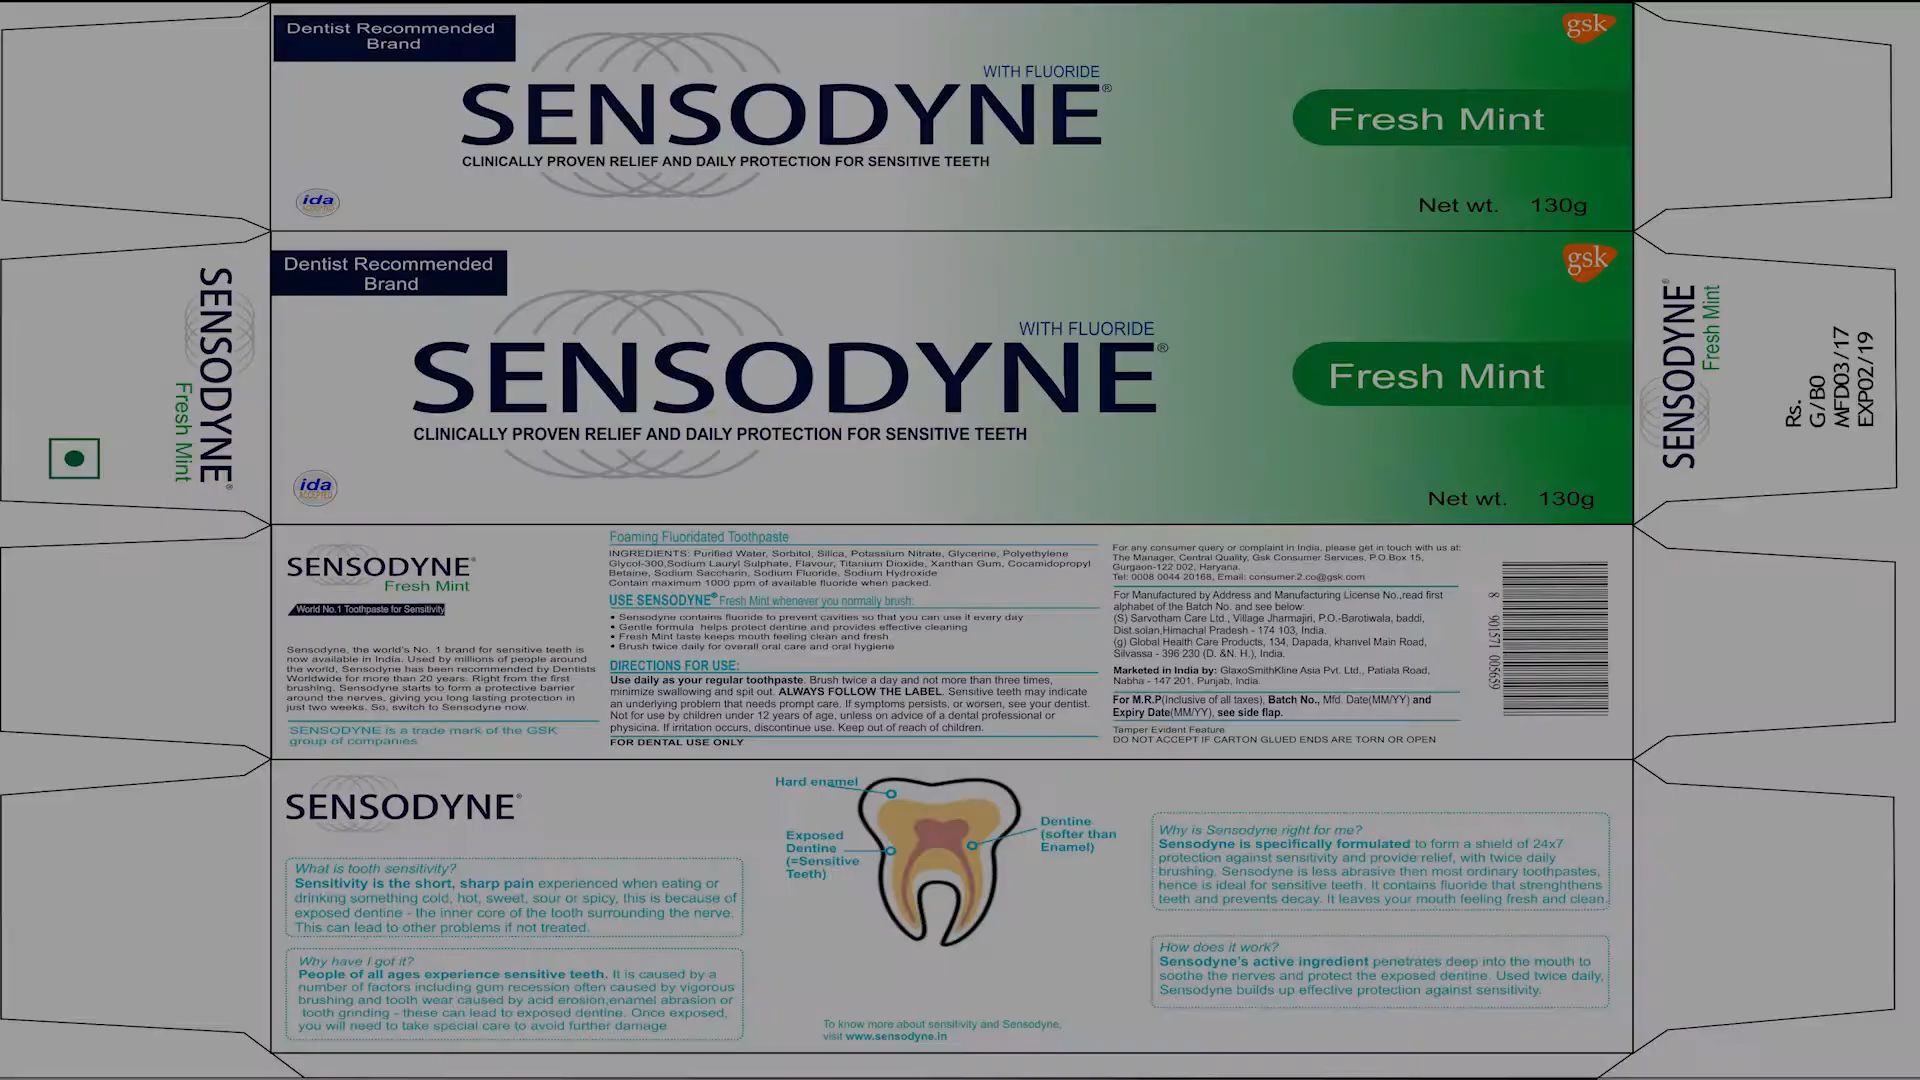 Dentist Recommended
Brand
gsk
WITH FLUORIDE
SENSODYNE®
CLINICALLY PROVEN RELIEF AND DAILY PROTECTION FOR SENSITIVE TEETH
Fresh Mint
ida
ACCEPTED
Net wt. 130g
Dentist Recommended
Brand
gsk
WITH FLUORIDE
SENSODYNE®
CLINICALLY PROVEN RELIEF AND DAILY PROTECTION FOR SENSITIVE TEETH
Fresh Mint
ida
ACCEPTED
Net wt. 130g
SENSODYNE®
Fresh Mint
SENSODYNE®
Fresh Mint
Rs.
G/B0
MFD03/17
EXP02/19
SENSODYNE®
Fresh Mint
World No.1 Toothpaste for Sensitivity
Sensodyne, the world's No. 1 brand for sensitive teeth is
now available in India. Used by millions of people around
the world, Sensodyne has been recommended by Dentists
Worldwide for more than 20 years. Right from the first
brushing, Sensodyne starts to form a protective barrier
around the nerves, giving you long lasting protection in
just two weeks. So, switch to Sensodyne now.
SENSODYNE is a trade mark of the GSK
group of companies
Foaming Fluoridated Toothpaste
INGREDIENTS: Purified Water, Sorbitol, Silica, Potassium Nitrate, Glycerine, Polyethylene
Glycol-300,Sodium Lauryl Sulphate, Flavour, Titanium Dioxide, Xanthan Gum, Cocamidopropyl
Betaine, Sodium Saccharin, Sodium Fluoride, Sodium Hydroxide
Contain maximum 1000 ppm of available fluoride when packed.
USE SENSODYNE® Fresh Mint whenever you normally brush:
• Sensodyne contains fluoride to prevent cavities so that you can use it every day
• Gentle formula helps protect dentine and provides effective cleaning
• Fresh Mint taste keeps mouth feeling clean and fresh
• Brush twice daily for overall oral care and oral hygiene
DIRECTIONS FOR USE:
Use daily as your regular toothpaste. Brush twice a day and not more than three times,
minimize swallowing and spit out. ALWAYS FOLLOW THE LABEL. Sensitive teeth may indicate
an underlying problem that needs prompt care. If symptoms persists, or worsen, see your dentist.
Not for use by children under 12 years of age, unless on advice of a dental professional or
physicina. If irritation occurs, discontinue use. Keep out of reach of children.
FOR DENTAL USE ONLY
For any consumer query or complaint in India, please get in touch with us at:
The Manager, Central Quality, Gsk Consumer Services, P.O Box 15,
Gurgaon-122 002, Haryana.
Tel: 0008 0044 20168, Email: consumer.2.co@gsk.com
For Manufactured by Address and Manufacturing License No.,read first
alphabet of the Batch No. and see below:
(S) Sarvotham Care Ltd., Village Jharmajiri, P.O.-Barotiwala, baddi,
Dist.solan,Himachal Pradesh - 174 103, India.
(g) Global Health Care Products, 134, Dapada, khanvel Main Road,
Silvassa - 396 230 (D. &N. H.), India.
Marketed in India by: GlaxoSmithKline Asia Pvt. Ltd., Patiala Road,
Nabha - 147 201, Punjab, India.
For M.R.P(Inclusive of all taxes), Batch No., Mfd. Date(MM/YY) and
Expiry Date(MM/YY), see side flap.
Tamper Evident Feature
DO NOT ACCEPT IF CARTON GLUED ENDS ARE TORN OR OPEN
8 901571 005659
SENSODYNE®
What is tooth sensitivity?
Sensitivity is the short, sharp pain experienced when eating or
drinking something cold, hot, sweet, sour or spicy, this is because of
exposed dentine - the inner core of the tooth surrounding the nerve.
This can lead to other problems if not treated.
Why have I got it?
People of all ages experience sensitive teeth. It is caused by a
number of factors including gum recession often caused by vigorous
brushing and tooth wear caused by acid erosion,enamel abrasion or
tooth grinding - these can lead to exposed dentine. Once exposed,
you will need to take special care to avoid further damage
Hard enamel
Exposed
Dentine
(=Sensitive
Teeth)
Dentine
(softer than
Enamel)
To know more about sensitivity and Sensodyne,
visit www.sensodyne.in
Why is Sensodyne right for me?
Sensodyne is specifically formulated to form a shield of 24x7
protection against sensitivity and provide relief, with twice daily
brushing. Sensodyne is less abrasive then most ordinary toothpastes,
hence is ideal for sensitive teeth. It contains fluoride that strenghtens
teeth and prevents decay. It leaves your mouth feeling fresh and clean.
How does it work?
Sensodyne's active ingredient penetrates deep into the mouth to
soothe the nerves and protect the exposed dentine. Used twice daily,
Sensodyne builds up effective protection against sensitivity.